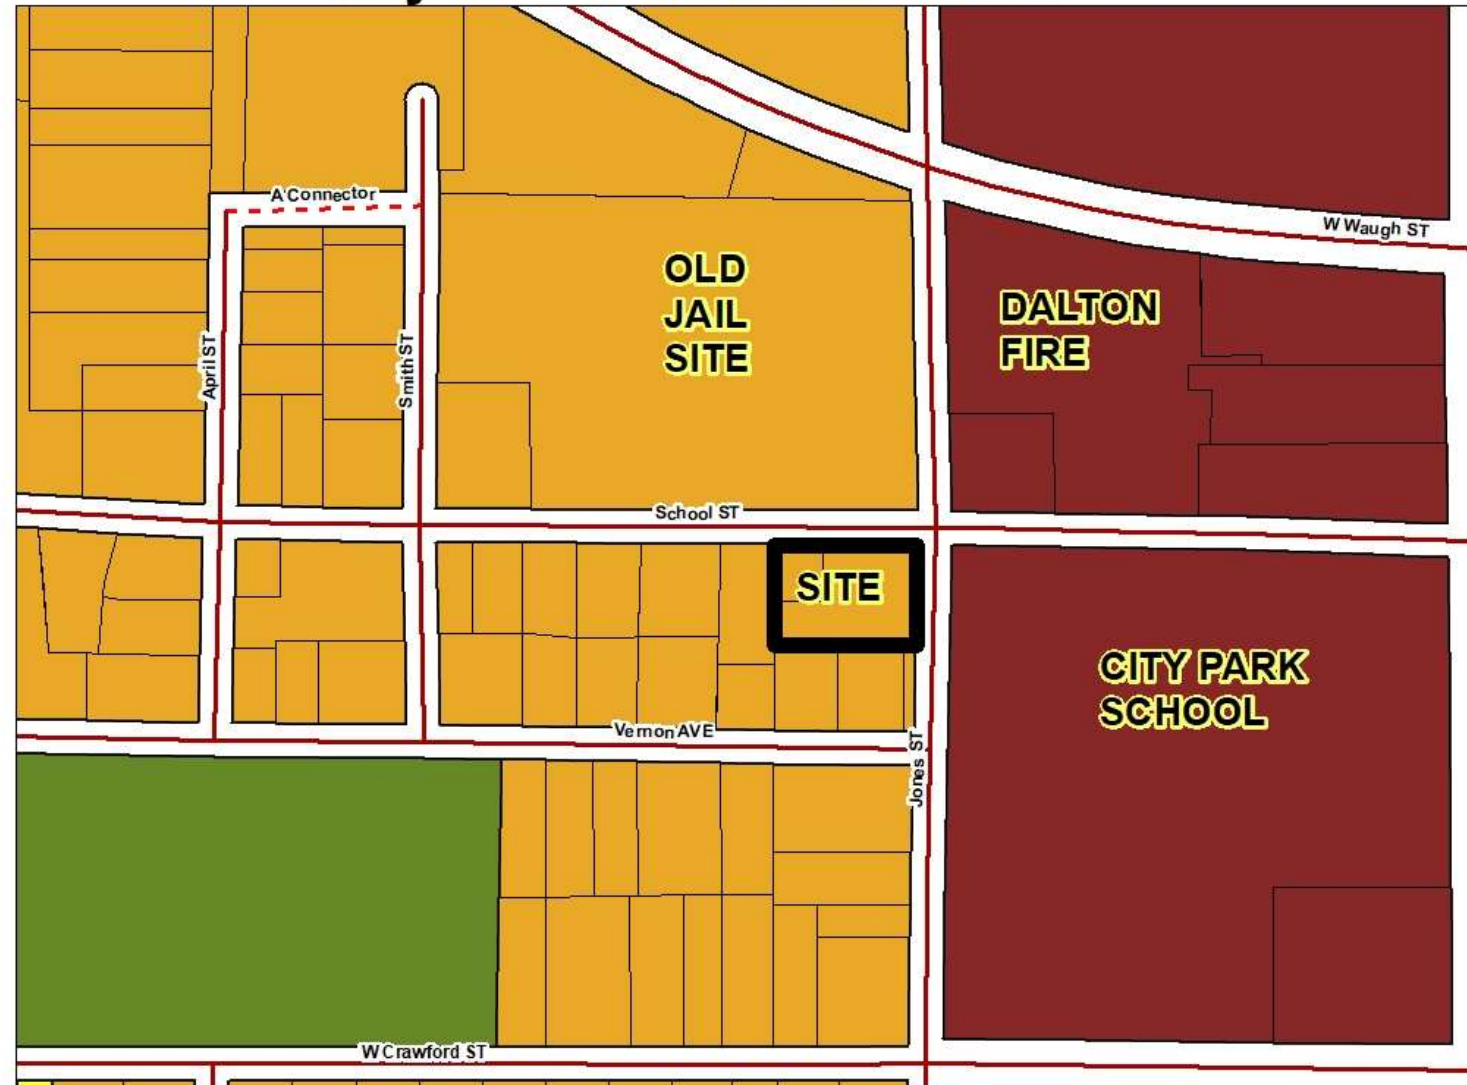 A Connector
W Waugh ST
OLD
JAIL
SITE
DALTON
FIRE
April ST
Smith ST
School ST
SITE
CITY PARK
SCHOOL
Vernon AVE
Jones ST
W Crawford ST